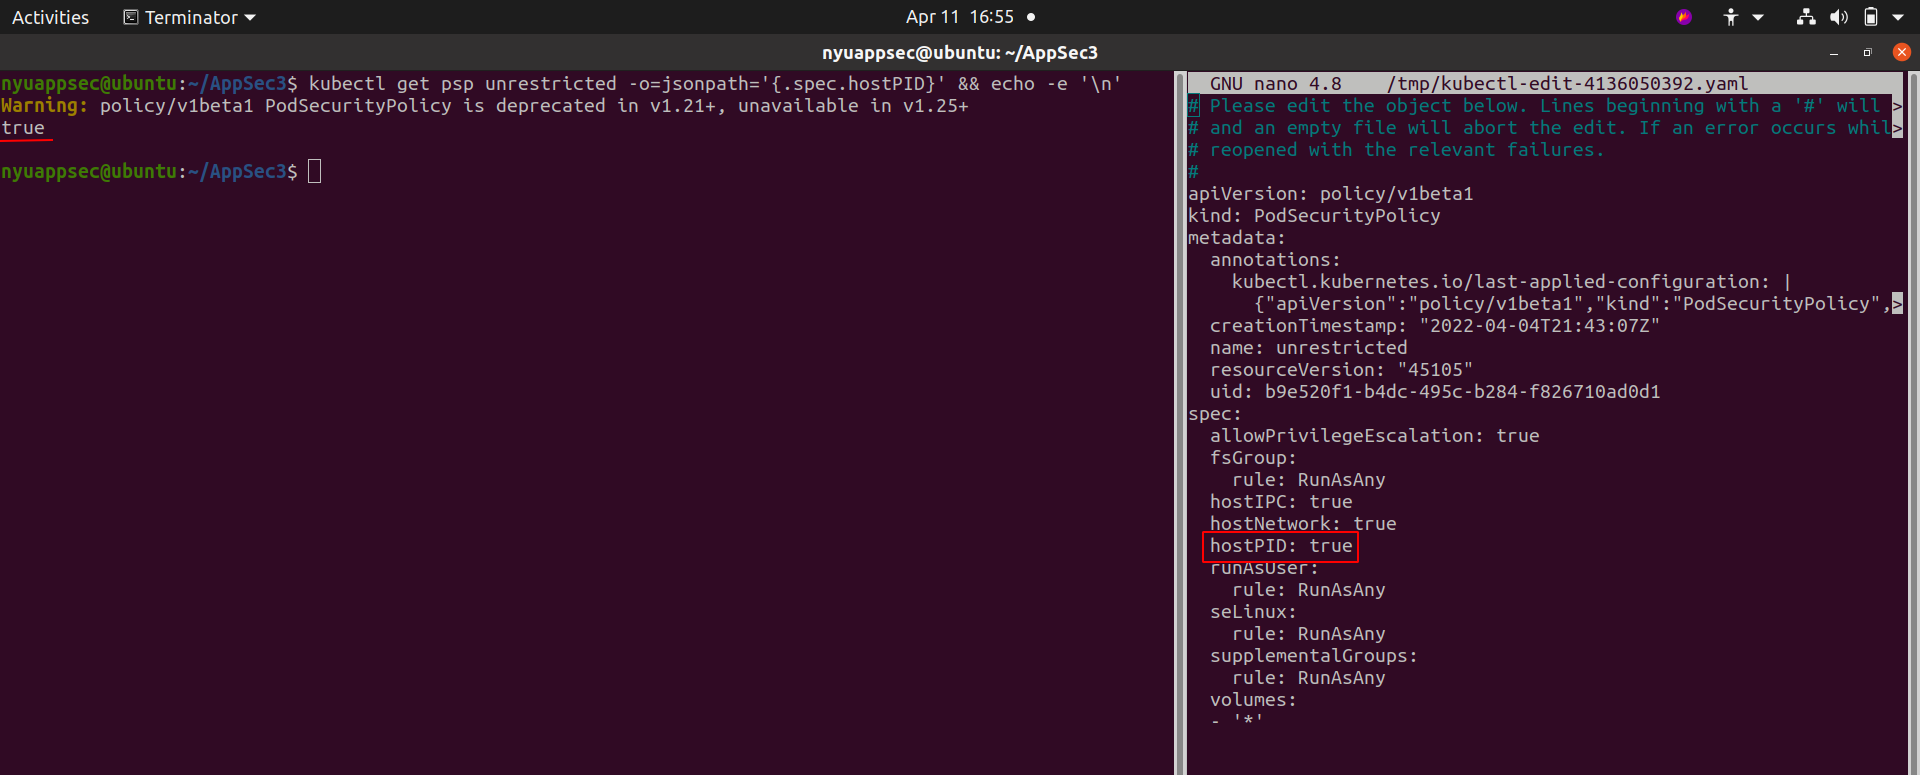 Activities Terminator Apr 11 16:55
nyuappsec@ubuntu: ~/AppSec3
nyuappsec@ubuntu:~/AppSec3$ kubectl get psp unrestricted -o=jsonpath='{.spec.hostPID}' && echo -e '\n'
Warning: policy/v1beta1 PodSecurityPolicy is deprecated in v1.21+, unavailable in v1.25+
true
nyuappsec@ubuntu:~/AppSec3$
GNU nano 4.8 /tmp/kubectl-edit-4136050392.yaml
# Please edit the object below. Lines beginning with a '#' will >
# and an empty file will abort the edit. If an error occurs whil>
# reopened with the relevant failures.
#
apiVersion: policy/v1beta1
kind: PodSecurityPolicy
metadata:
  annotations:
    kubectl.kubernetes.io/last-applied-configuration: |
      {"apiVersion":"policy/v1beta1","kind":"PodSecurityPolicy",>
  creationTimestamp: "2022-04-04T21:43:07Z"
  name: unrestricted
  resourceVersion: "45105"
  uid: b9e520f1-b4dc-495c-b284-f826710ad0d1
spec:
  allowPrivilegeEscalation: true
  fsGroup:
    rule: RunAsAny
  hostIPC: true
  hostNetwork: true
  hostPID: true
  runAsUser:
    rule: RunAsAny
  seLinux:
    rule: RunAsAny
  supplementalGroups:
    rule: RunAsAny
  volumes:
  - '*'